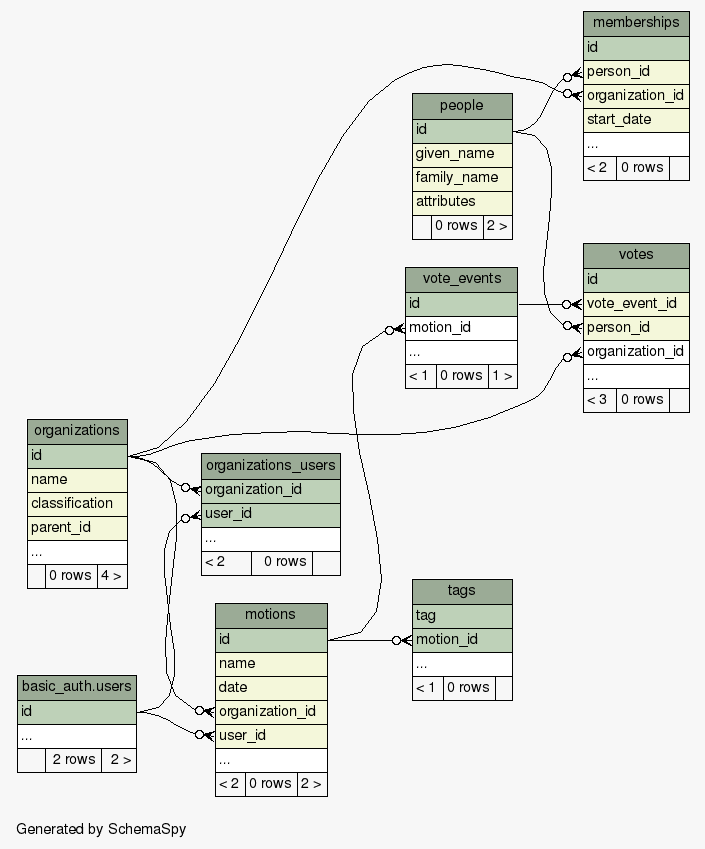 memberships
id
person_id
organization_id
start_date
...
< 2 0 rows
people
id
given_name
family_name
attributes
0 rows 2 >
votes
id
vote_event_id
person_id
organization_id
...
< 3 0 rows
vote_events
id
motion_id
...
< 1 0 rows 1 >
organizations
id
name
classification
parent_id
...
0 rows 4 >
organizations_users
organization_id
user_id
...
< 2 0 rows
tags
tag
motion_id
...
< 1 0 rows
motions
id
name
date
organization_id
user_id
...
< 2 0 rows 2 >
basic_auth.users
id
...
2 rows 2 >
Generated by SchemaSpy